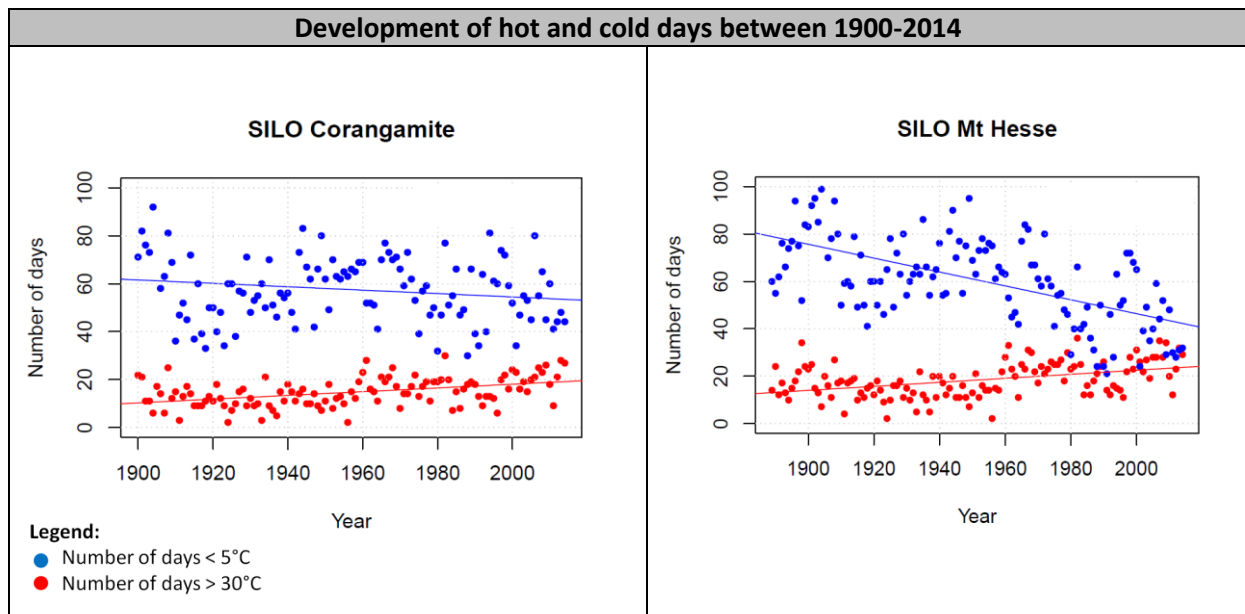 Development of hot and cold days between 1900-2014
SILO Corangamite
Number of days
100
80
60
40
20
0
1900 1920 1940 1960 1980 2000
Year
Legend:
Number of days < 5°C
Number of days > 30°C
SILO Mt Hesse
Number of days
100
80
60
40
20
0
1900 1920 1940 1960 1980 2000
Year